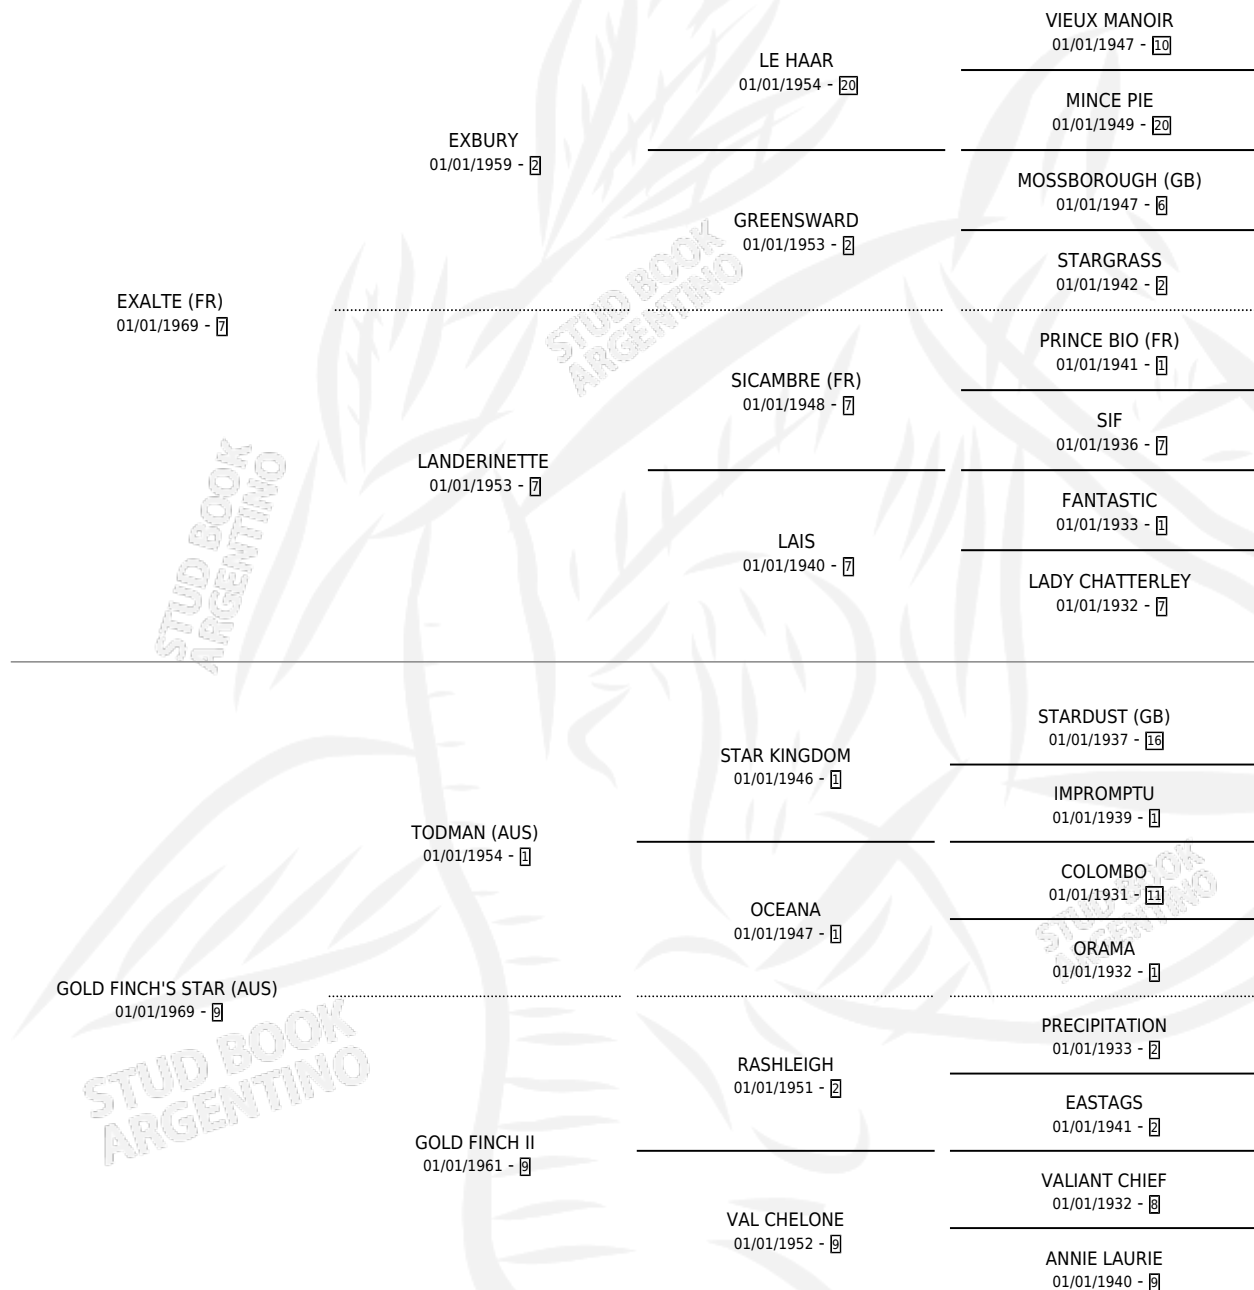 VIEUX MANOIR
01/01/1947 - 10
LE HAAR
01/01/1954 - 20
MINCE PIE
01/01/1949 - 20
EXBURY
01/01/1959 - 2
MOSSBOROUGH (GB)
01/01/1947 - 6
GREENSWARD
01/01/1953 - 2
STARGRASS
01/01/1942 - 2
EXALTE (FR)
01/01/1969 - 7
PRINCE BIO (FR)
01/01/1941 - 1
SICAMBRE (FR)
01/01/1948 - 7
SIF
01/01/1936 - 7
LANDERINETTE
01/01/1953 - 7
FANTASTIC
01/01/1933 - 1
LAIS
01/01/1940 - 7
LADY CHATTERLEY
01/01/1932 - 7
STUD BOOK
ARGENTINO
STUD BOOK
ARGENTINO
STARDUST (GB)
01/01/1937 - 16
STAR KINGDOM
01/01/1946 - 1
IMPROMPTU
01/01/1939 - 1
TODMAN (AUS)
01/01/1954 - 1
COLOMBO
01/01/1931 - 11
OCEANA
01/01/1947 - 1
ORAMA
01/01/1932 - 1
GOLD FINCH'S STAR (AUS)
01/01/1969 - 9
PRECIPITATION
01/01/1933 - 2
RASHLEIGH
01/01/1951 - 2
EASTAGS
01/01/1941 - 2
GOLD FINCH II
01/01/1961 - 9
VALIANT CHIEF
01/01/1932 - 8
VAL CHELONE
01/01/1952 - 9
ANNIE LAURIE
01/01/1940 - 9
STUD BOOK
ARGENTINO
STUD BOOK
ARGENTINO